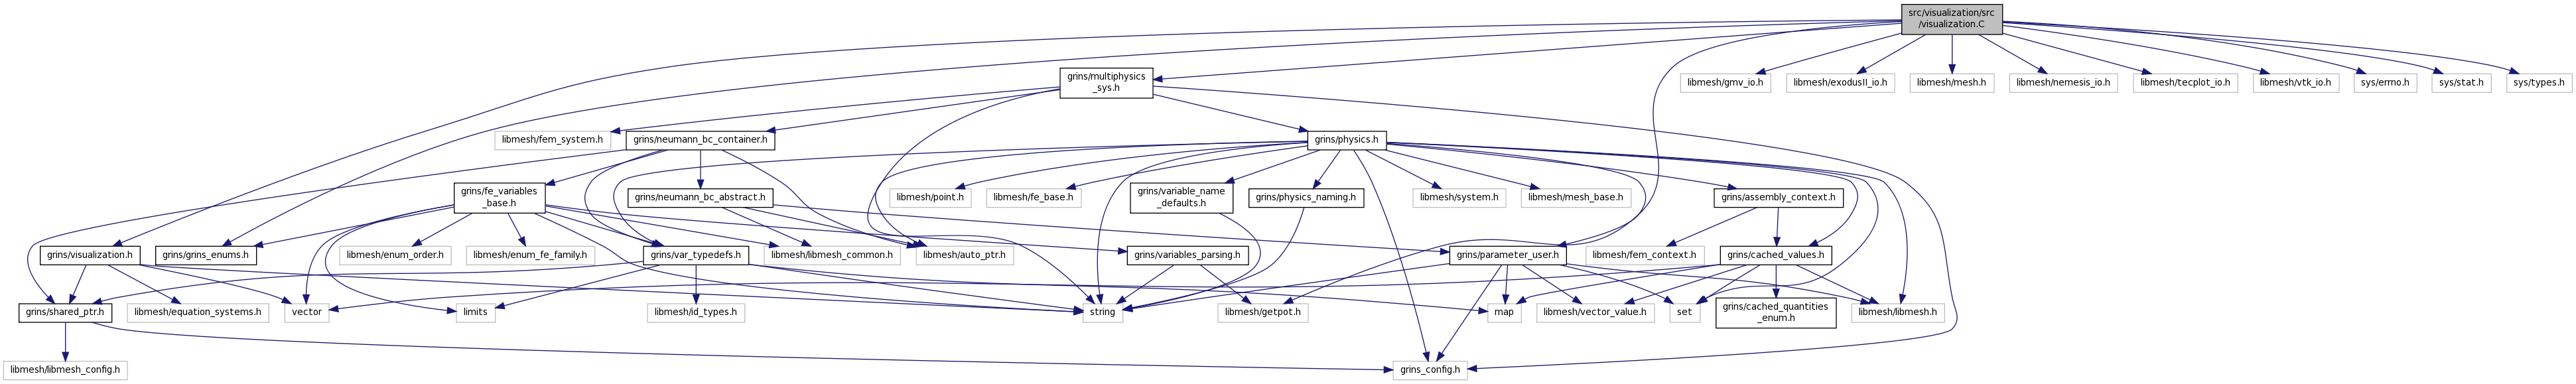 src/visualization/src
/visualization.C
grins/multiphysics
_sys.h
libmesh/gmv_io.h
libmesh/exodusII_io.h
libmesh/mesh.h
libmesh/nemesis_io.h
libmesh/tecplot_io.h
libmesh/vtk_io.h
sys/errno.h
sys/stat.h
sys/types.h
libmesh/fem_system.h
grins/neumann_bc_container.h
grins/physics.h
grins/fe_variables
_base.h
grins/neumann_bc_abstract.h
libmesh/point.h
libmesh/fe_base.h
grins/variable_name
_defaults.h
grins/physics_naming.h
libmesh/system.h
libmesh/mesh_base.h
grins/assembly_context.h
grins/visualization.h
grins/grins_enums.h
libmesh/enum_order.h
libmesh/enum_fe_family.h
grins/var_typedefs.h
libmesh/libmesh_common.h
libmesh/auto_ptr.h
grins/variables_parsing.h
grins/parameter_user.h
libmesh/fem_context.h
grins/cached_values.h
grins/shared_ptr.h
libmesh/equation_systems.h
vector
limits
libmesh/id_types.h
string
libmesh/getpot.h
map
libmesh/vector_value.h
set
grins/cached_quantities
_enum.h
libmesh/libmesh.h
libmesh/libmesh_config.h
grins_config.h